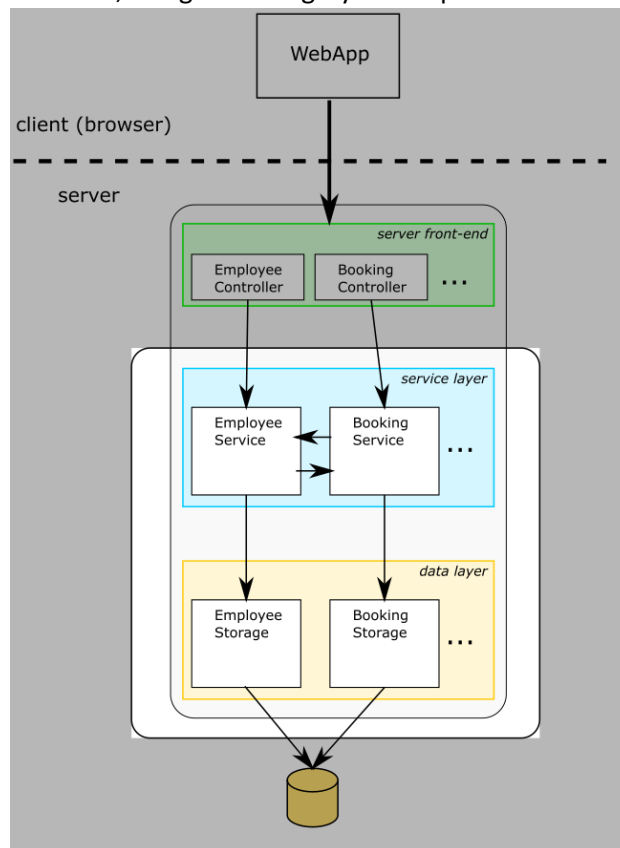 WebApp
client (browser)
server
server front-end
Employee
Controller
Booking
Controller
...
service layer
Employee
Service
Booking
Service
...
data layer
Employee
Storage
Booking
Storage
...